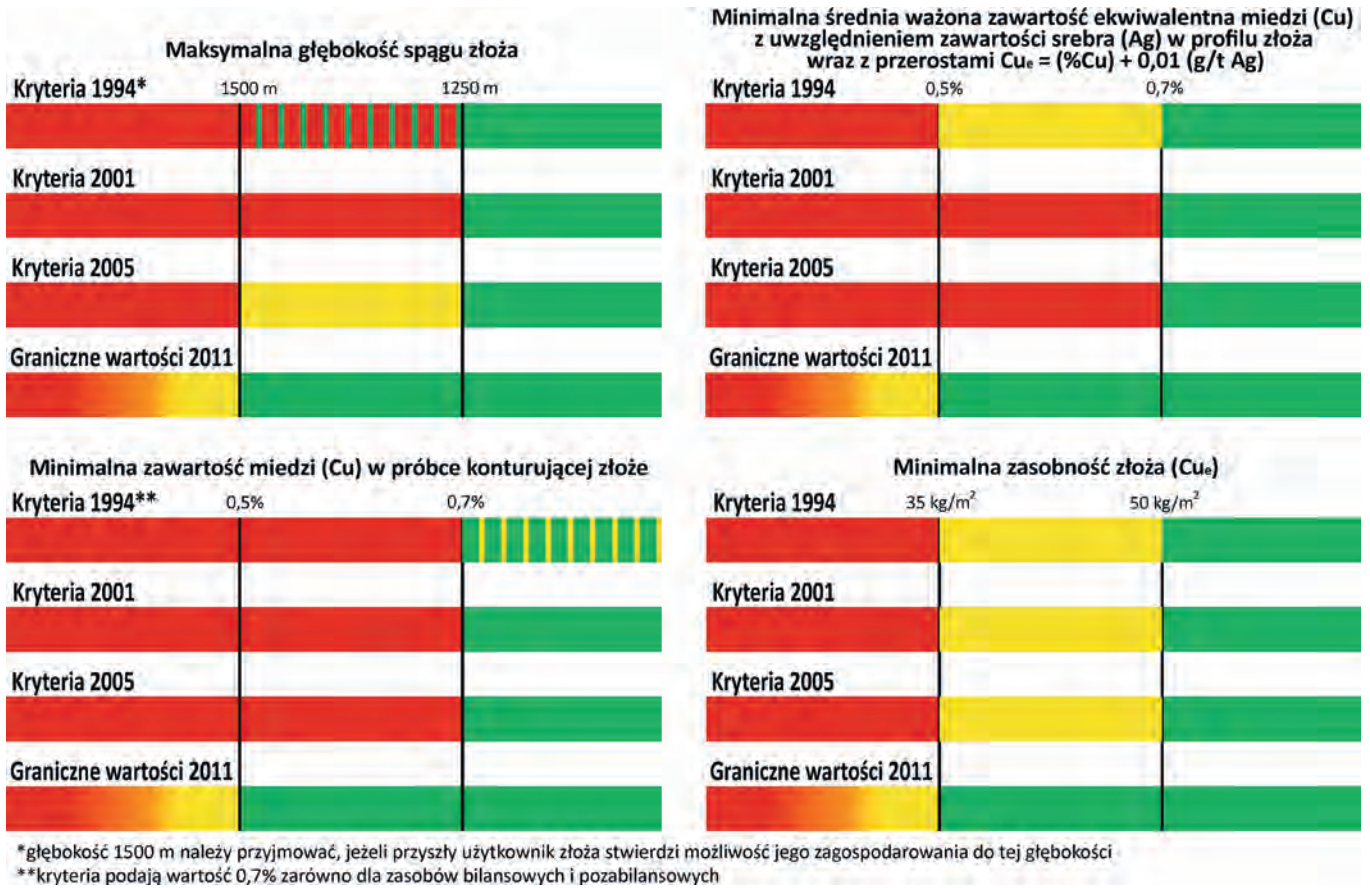 Maksymalna głębokość spągu złoża
Kryteria 1994*
1500 m
1250 m
Kryteria 2001
Kryteria 2005
Graniczne wartości 2011
Minimalna średnia ważona zawartość ekwiwalentna miedzi (Cu)
z uwzględnieniem zawartości srebra (Ag) w profilu złoża
wraz z przerostami Cuₑ = (%Cu) + 0,01 (g/t Ag)
Kryteria 1994
0,5%
0,7%
Kryteria 2001
Kryteria 2005
Graniczne wartości 2011
Minimalna zawartość miedzi (Cu) w próbce konturującej złoże
Kryteria 1994**
0,5%
0,7%
Kryteria 2001
Kryteria 2005
Graniczne wartości 2011
Minimalna zasobność złoża (Cuₑ)
Kryteria 1994
35 kg/m²
50 kg/m²
Kryteria 2001
Kryteria 2005
Graniczne wartości 2011
*głębokość 1500 m należy przyjmować, jeżeli przyszły użytkownik złoża stwierdzi możliwość jego zagospodarowania do tej głębokości
**kryteria podają wartość 0,7% zarówno dla zasobów bilansowych i pozabilansowych